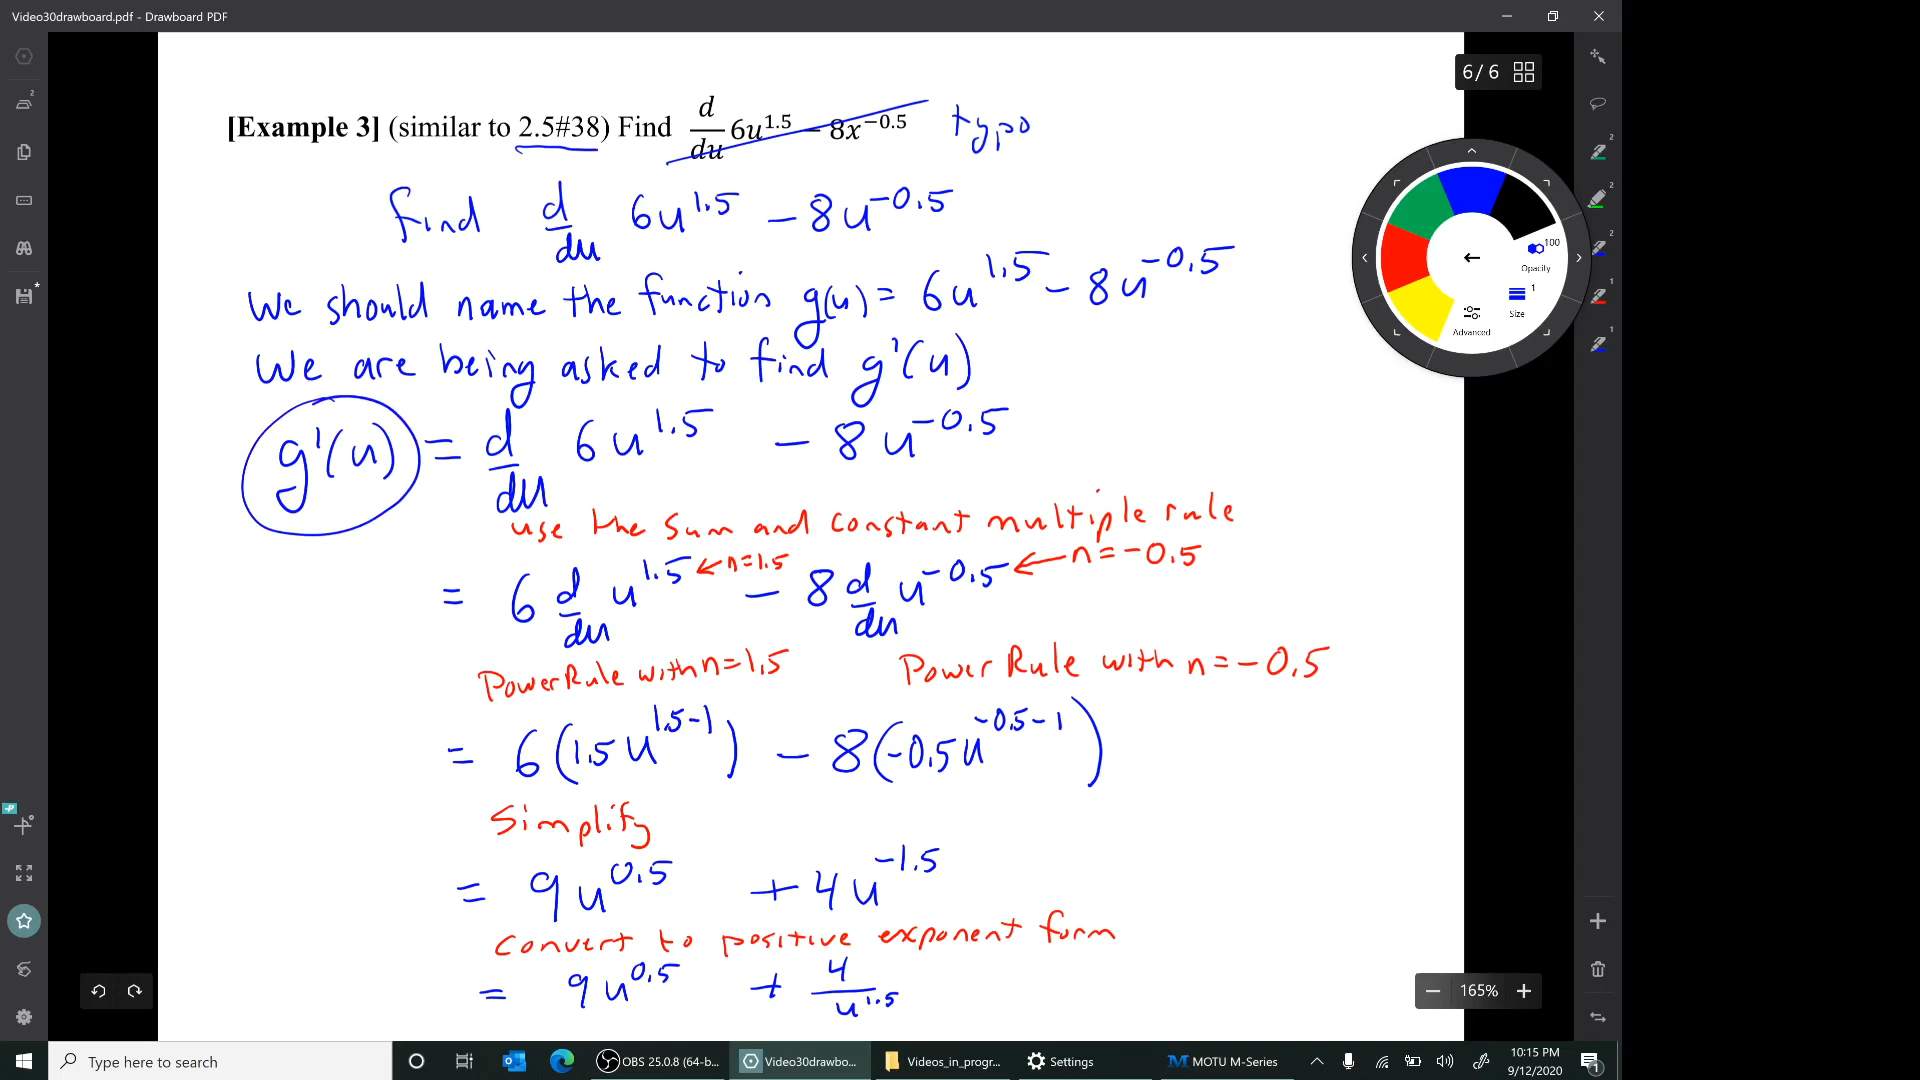 Video30drawboard.pdf - Drawboard PDF
6 / 6
[Example 3] (similar to 2.5#38) Find d/du 6u^1.5 − 8x^−0.5 typo
find d/du 6u^1.5 − 8u^−0.5
We should name the function g(u) = 6u^1.5 − 8u^−0.5
We are being asked to find g'(u)
g'(u) = d/du 6u^1.5 − 8u^−0.5
use the sum and constant multiple rule
= 6 d/du u^1.5 ← n=1.5 − 8 d/du u^−0.5 ← n = −0.5
Power Rule with n=1.5 Power Rule with n = −0.5
= 6(1.5u^1.5−1) − 8(−0.5u^−0.5−1)
Simplify
= 9u^0.5 + 4u^−1.5
convert to positive exponent form
= 9u^0.5 + 4/u^1.5
100
Opacity
1
Size
Advanced
165%
Type here to search
OBS 25.0.8 (64-b...
Video30drawbo...
Videos_in_progr...
Settings
MOTU M-Series
10:15 PM
9/12/2020